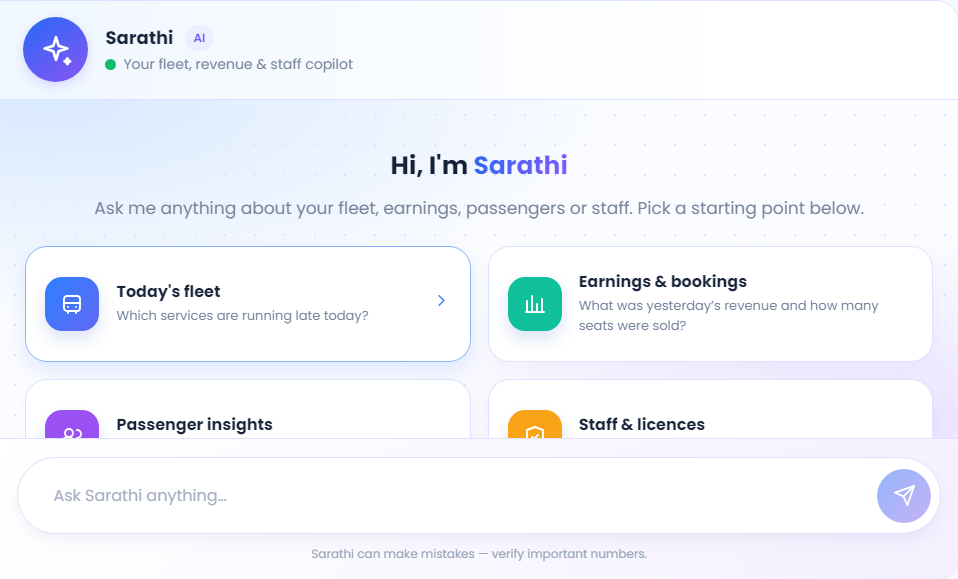 Sarathi AI
Your fleet, revenue & staff copilot
Hi, I'm Sarathi
Ask me anything about your fleet, earnings, passengers or staff. Pick a starting point below.
Today's fleet
Which services are running late today?
Earnings & bookings
What was yesterday’s revenue and how many
seats were sold?
Passenger insights
Staff & licences
Ask Sarathi anything…
Sarathi can make mistakes — verify important numbers.